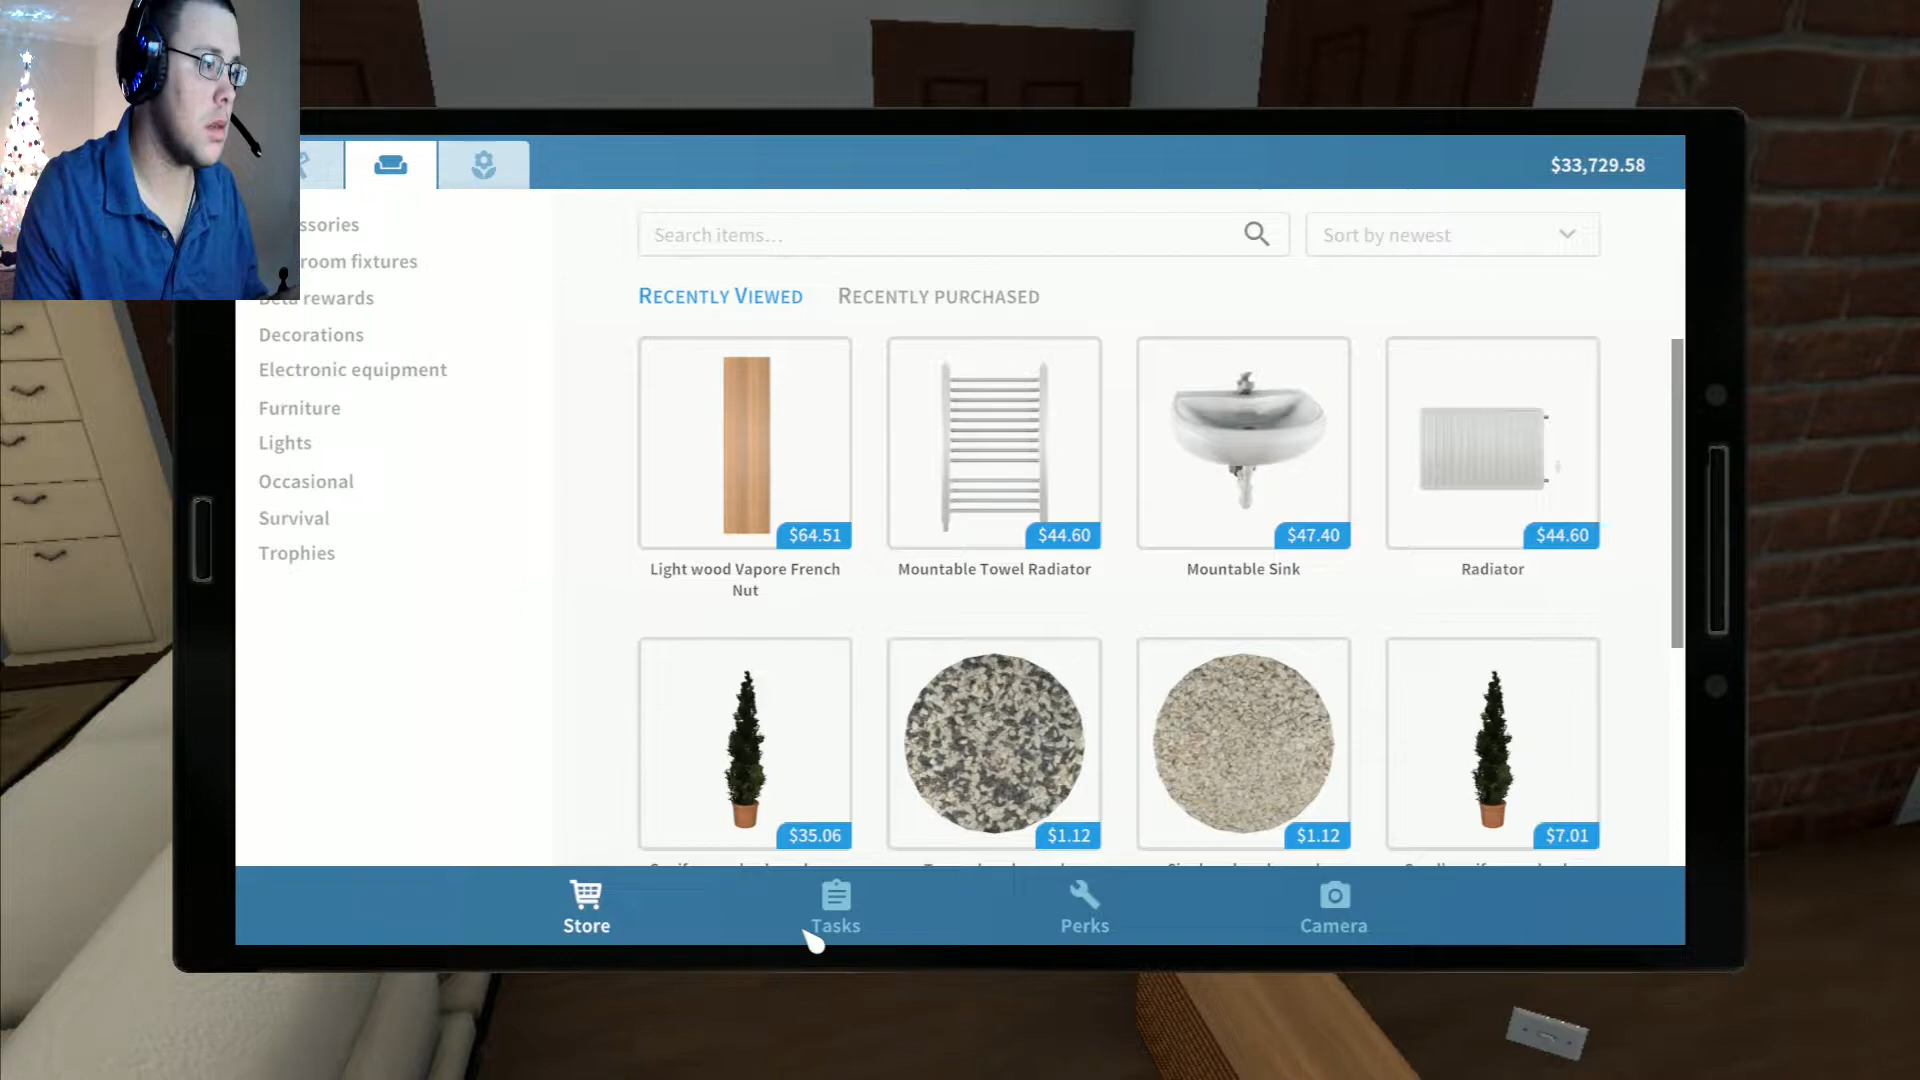 $33,729.58
ssories
room fixtures
rewards
Decorations
Electronic equipment
Furniture
Lights
Occasional
Survival
Trophies
Search items...
Sort by newest
RECENTLY VIEWED
RECENTLY PURCHASED
$64.51
$44.60
$47.40
$44.60
Light wood Vapore French
Nut
Mountable Towel Radiator
Mountable Sink
Radiator
$35.06
$1.12
$1.12
$7.01
Store
Tasks
Perks
Camera